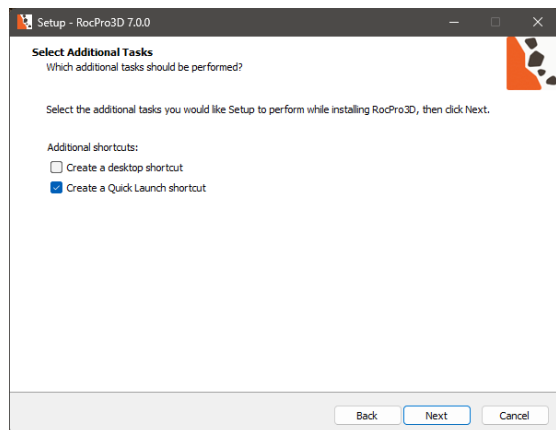 Setup - RocPro3D 7.0.0
Select Additional Tasks
Which additional tasks should be performed?
Select the additional tasks you would like Setup to perform while installing RocPro3D, then click Next.
Additional shortcuts:
Create a desktop shortcut
Create a Quick Launch shortcut
Back Next Cancel